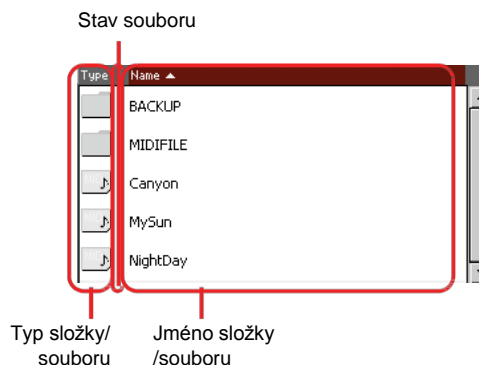 Stav souboru
Type Name ▲
BACKUP
MIDIFILE
Canyon
MySun
NightDay
Typ složky/
souboru
Jméno složky
/souboru